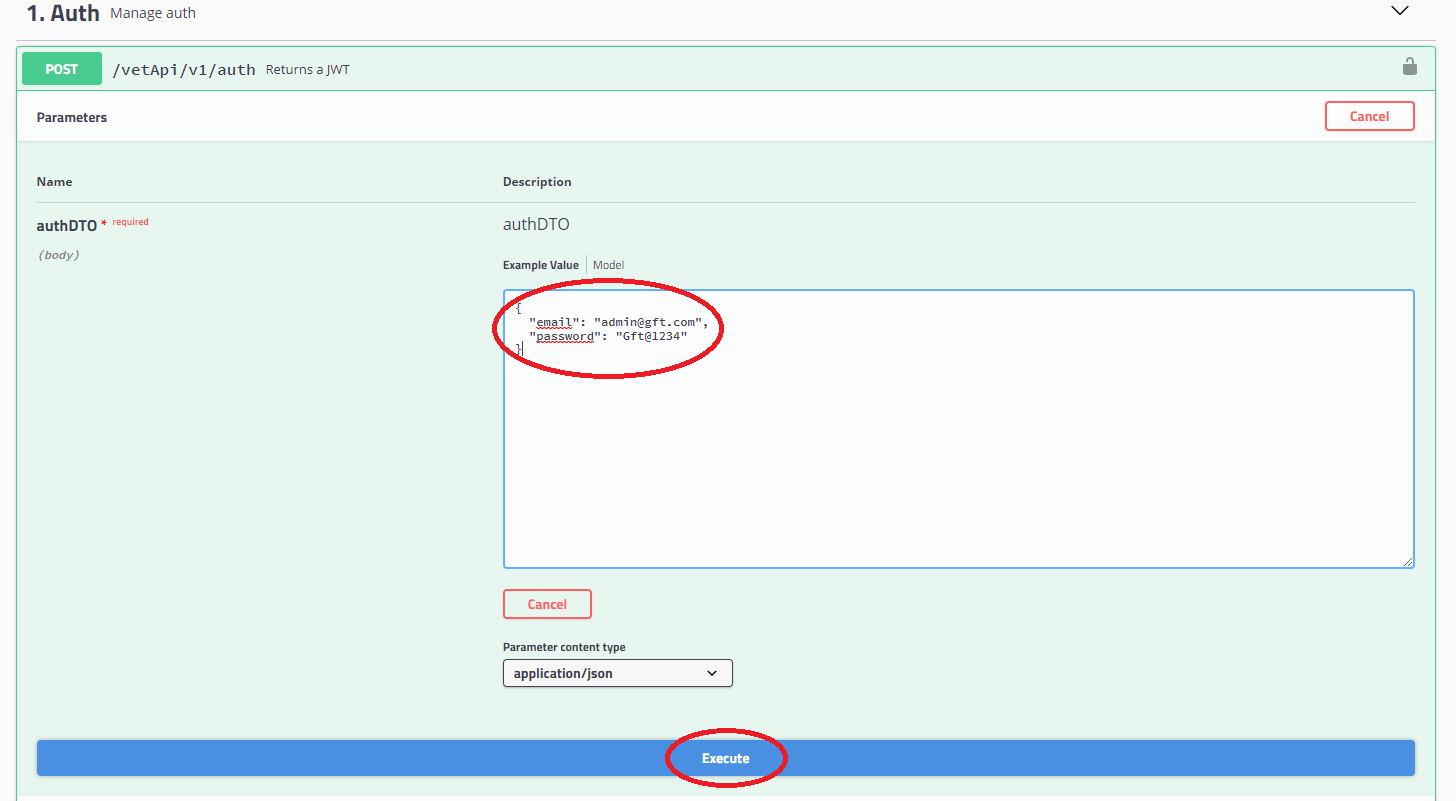 1. Auth Manage auth
POST /vetApi/v1/auth Returns a JWT
Parameters Cancel
Name Description
authDTO * required authDTO
(body)
Example Value Model
{
"email": "admin@gft.com",
"password": "Gft@1234"
}
Cancel
Parameter content type
application/json
Execute